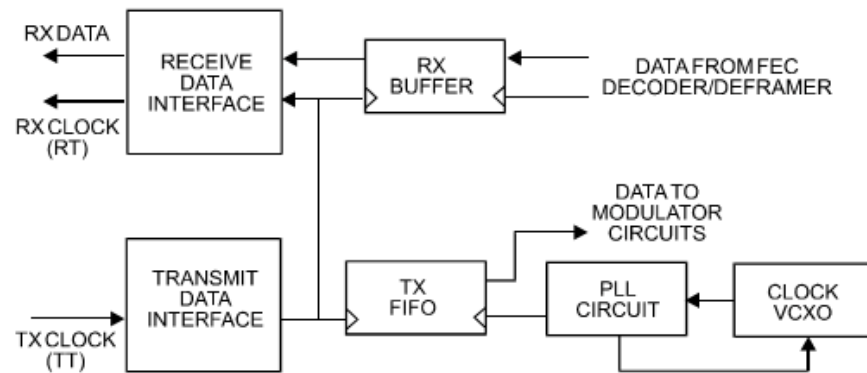 RX DATA
RX CLOCK
(RT)
RECEIVE
DATA
INTERFACE
RX
BUFFER
DATA FROM FEC
DECODER/DEFRAMER
DATA TO
MODULATOR
CIRCUITS
TX CLOCK
(TT)
TRANSMIT
DATA
INTERFACE
TX
FIFO
PLL
CIRCUIT
CLOCK
VCXO